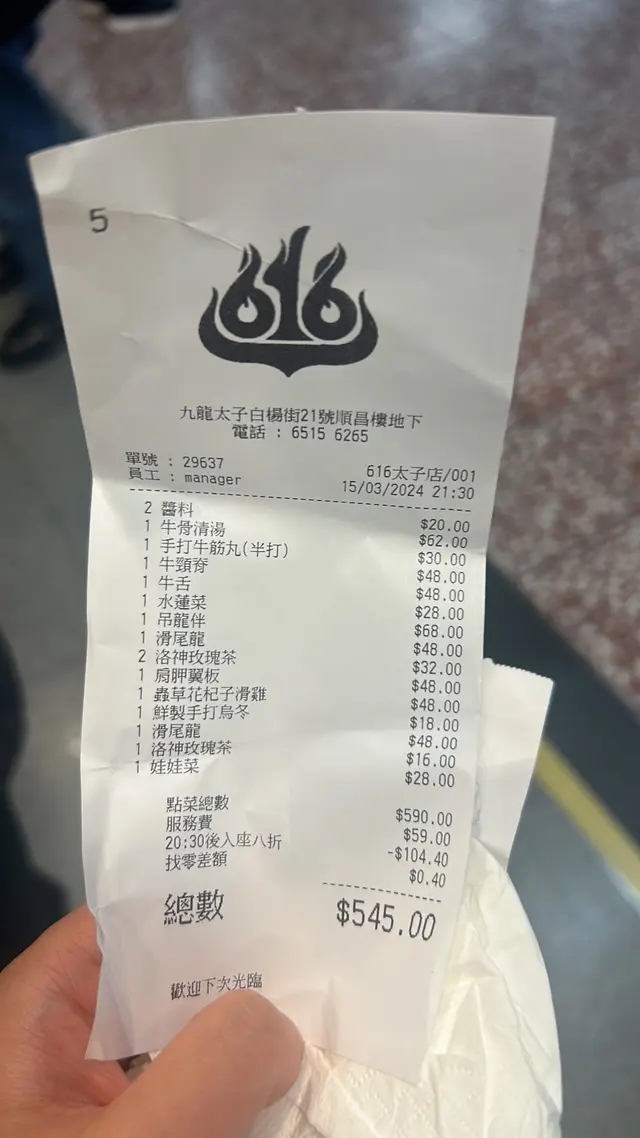 5
616
九龍太子白楊街21號順昌樓地下
電話 : 6515 6265
單號 : 29637
616太子店/001
員工 : manager
15/03/2024 21:30
2 醬料 $20.00
1 牛骨清湯 $62.00
1 手打牛筋丸(半打) $30.00
1 牛頸脊 $48.00
1 牛舌 $48.00
1 水蓮菜 $28.00
1 吊龍伴 $68.00
1 滑尾龍 $48.00
2 洛神玫瑰茶 $32.00
1 肩胛翼板 $48.00
1 蟲草花杞子滑雞 $48.00
1 鮮製手打烏冬 $18.00
1 滑尾龍 $48.00
1 洛神玫瑰茶 $16.00
1 娃娃菜 $28.00
點菜總數 $590.00
服務費 $59.00
20:30後入座八折 -$104.40
找零差額 $0.40
總數 $545.00
歡迎下次光臨